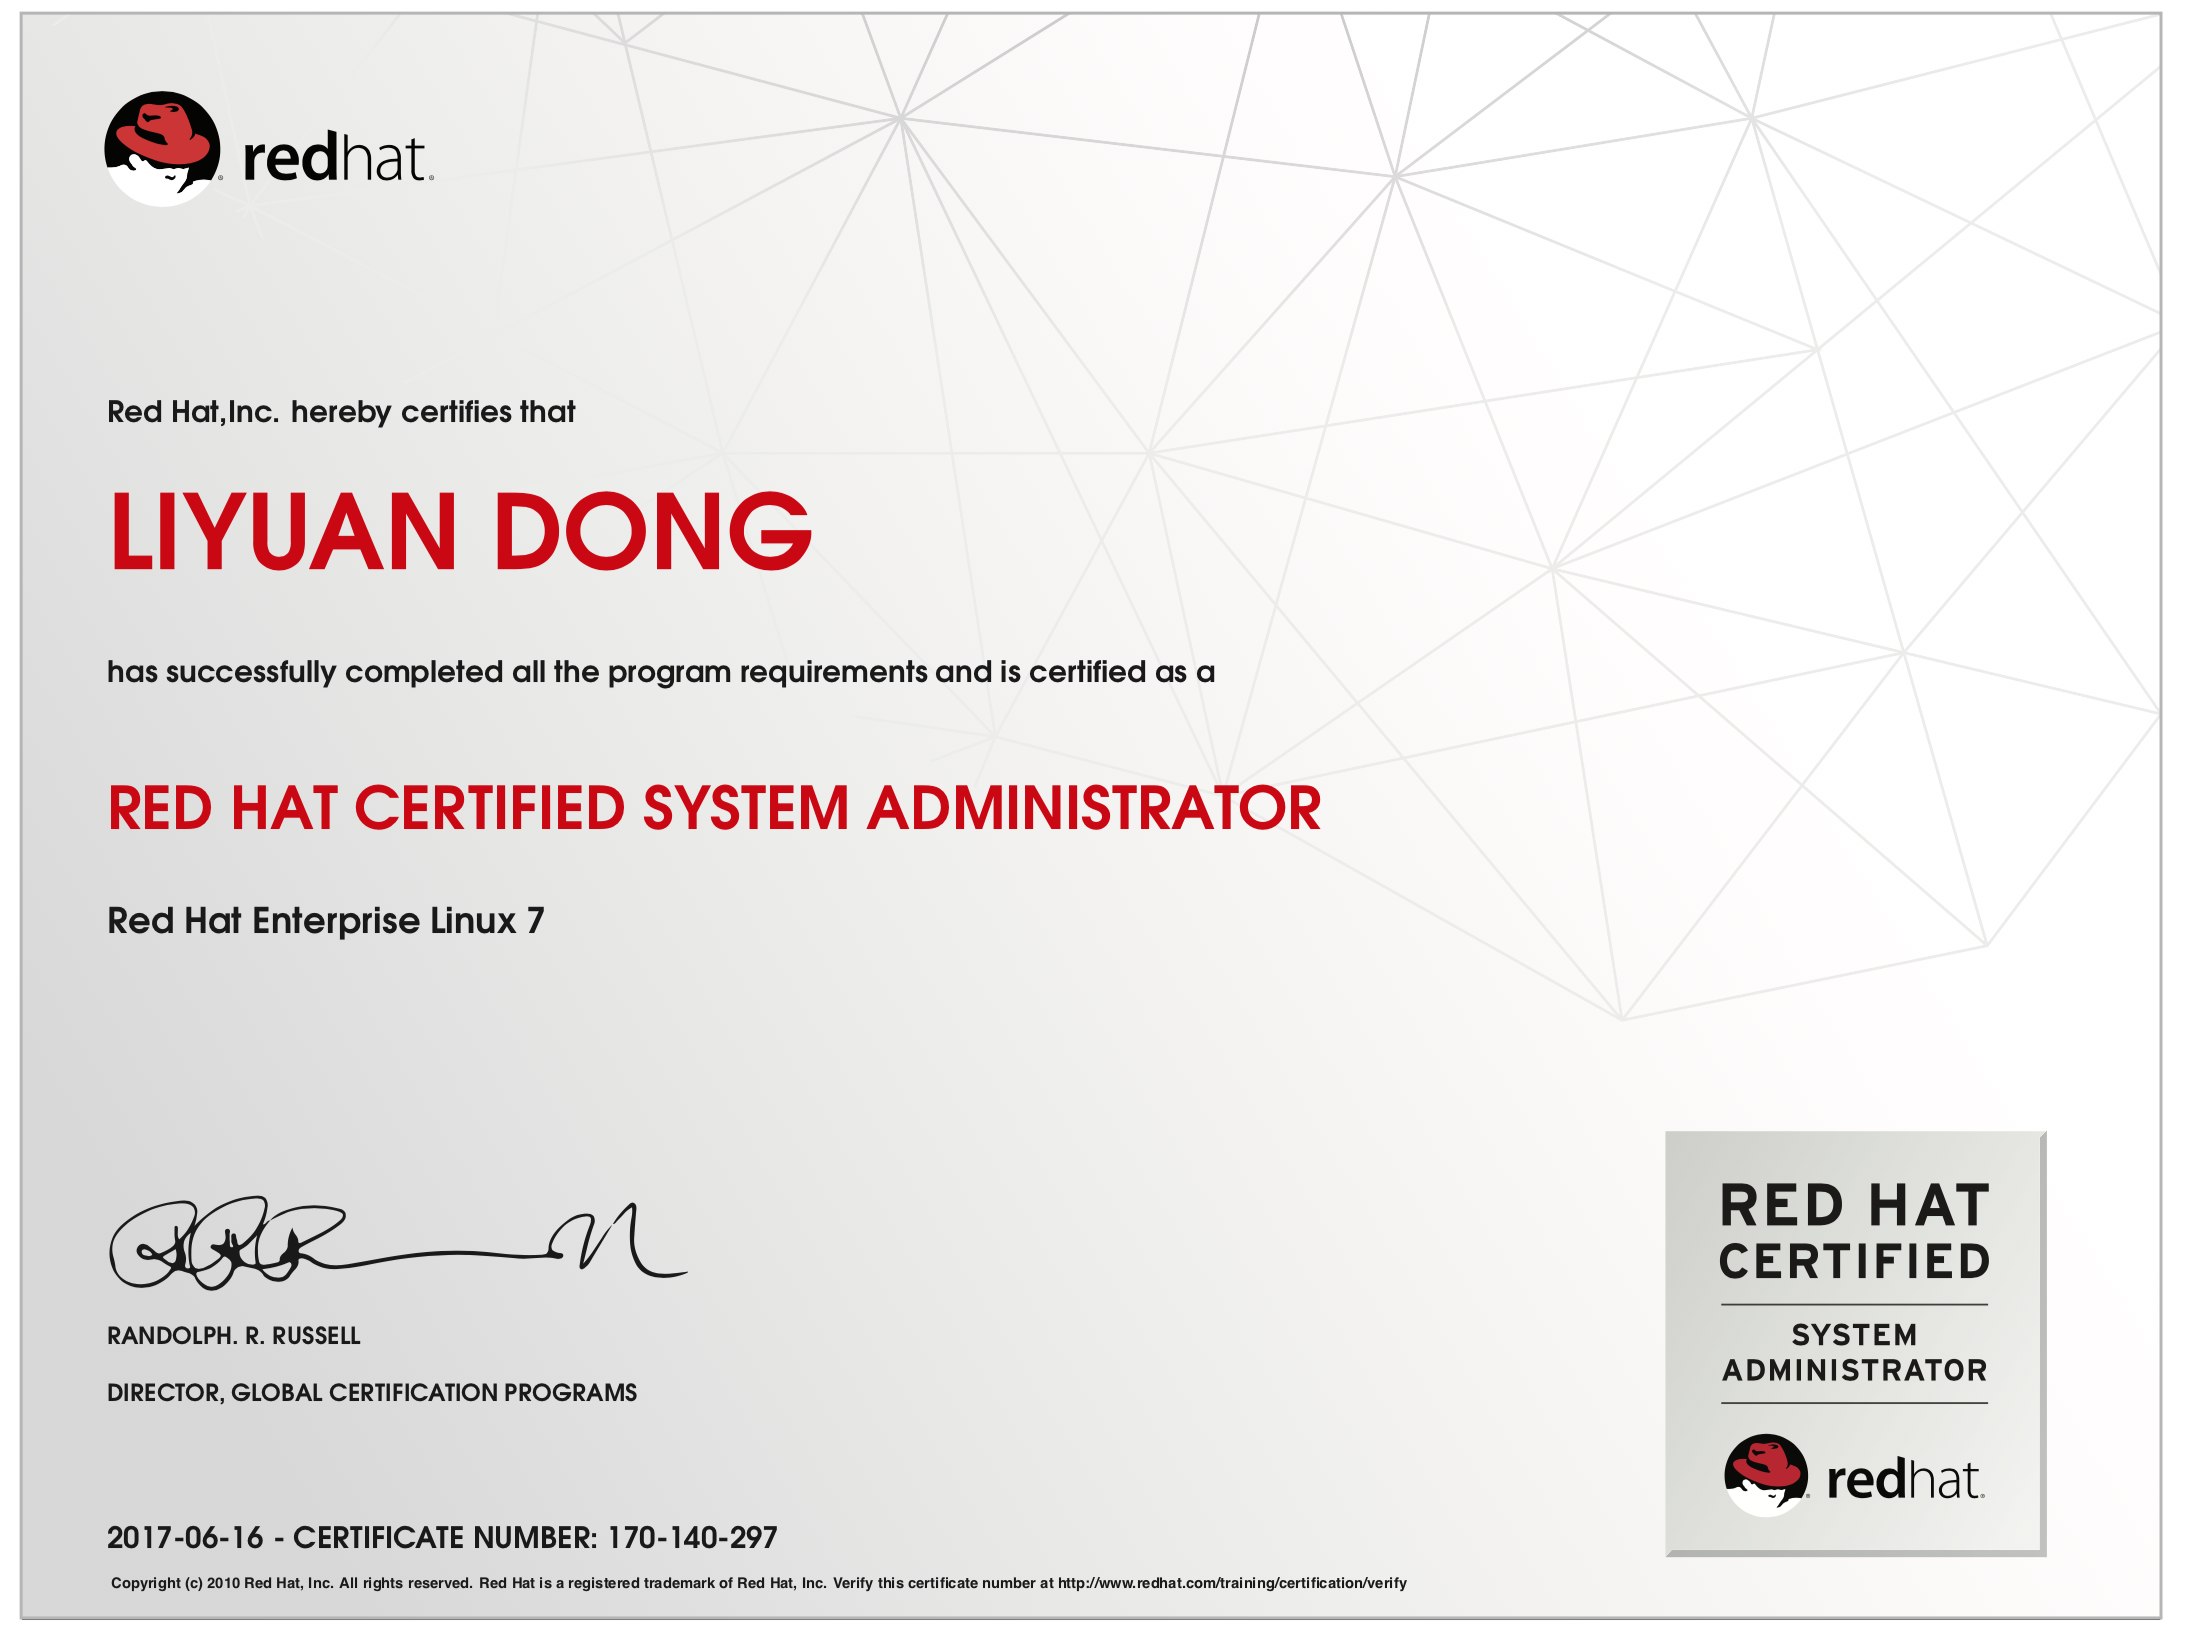 redhat.
Red Hat,Inc. hereby certifies that
LIYUAN DONG
has successfully completed all the program requirements and is certified as a
RED HAT CERTIFIED SYSTEM ADMINISTRATOR
Red Hat Enterprise Linux 7
RANDOLPH. R. RUSSELL
DIRECTOR, GLOBAL CERTIFICATION PROGRAMS
2017-06-16 - CERTIFICATE NUMBER: 170-140-297
Copyright (c) 2010 Red Hat, Inc. All rights reserved. Red Hat is a registered trademark of Red Hat, Inc. Verify this certificate number at http://www.redhat.com/training/certification/verify
RED HAT
CERTIFIED
SYSTEM
ADMINISTRATOR
redhat.